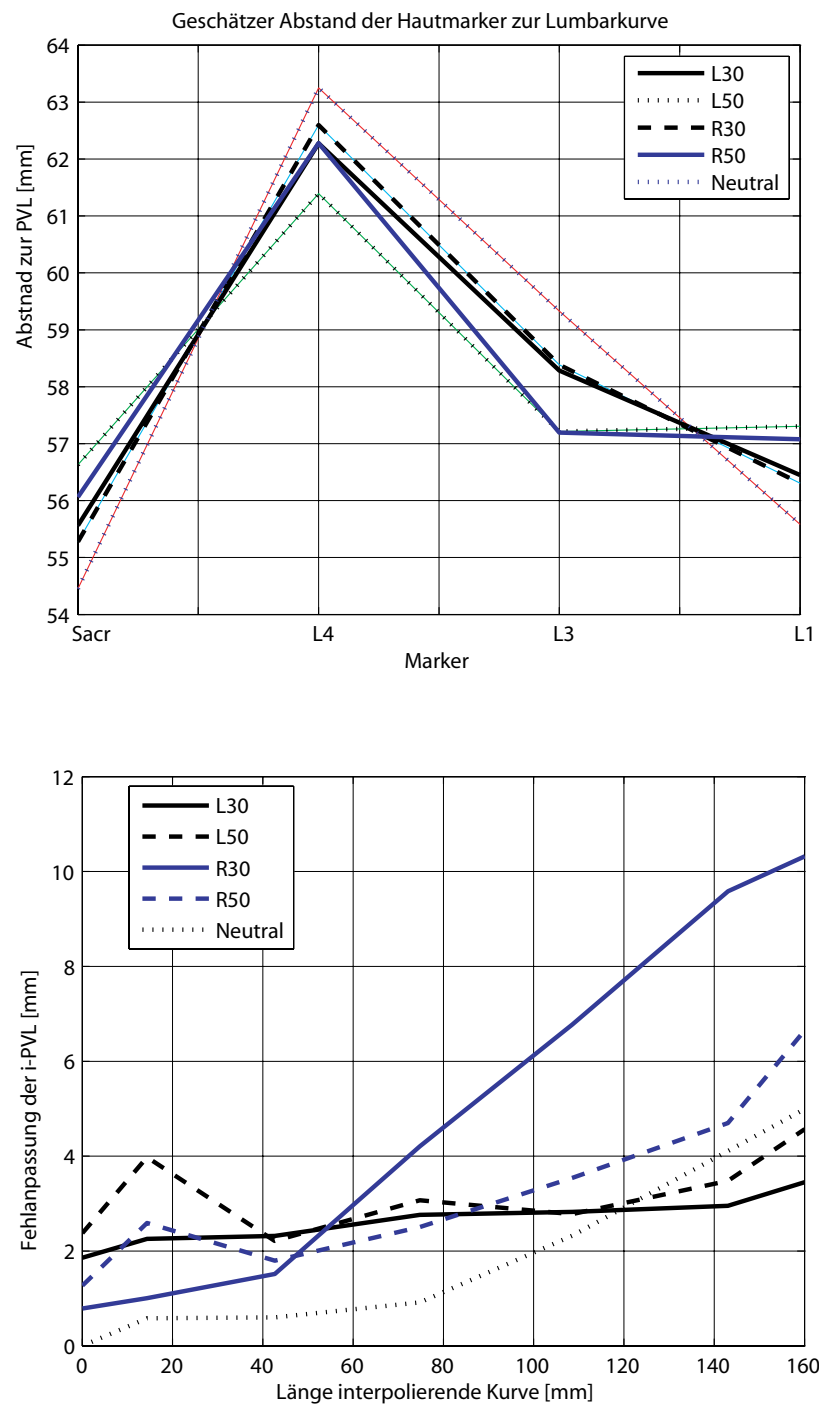 Geschätzer Abstand der Hautmarker zur Lumbarkurve
64
63
62
61
60
59
58
57
56
55
54
Abstnad zur PVL [mm]
L30
L50
R30
R50
Neutral
Sacr L4 L3 L1
Marker
12
10
8
6
4
2
0
Fehlanpassung der i-PVL [mm]
L30
L50
R30
R50
Neutral
0 20 40 60 80 100 120 140 160
Länge interpolierende Kurve [mm]